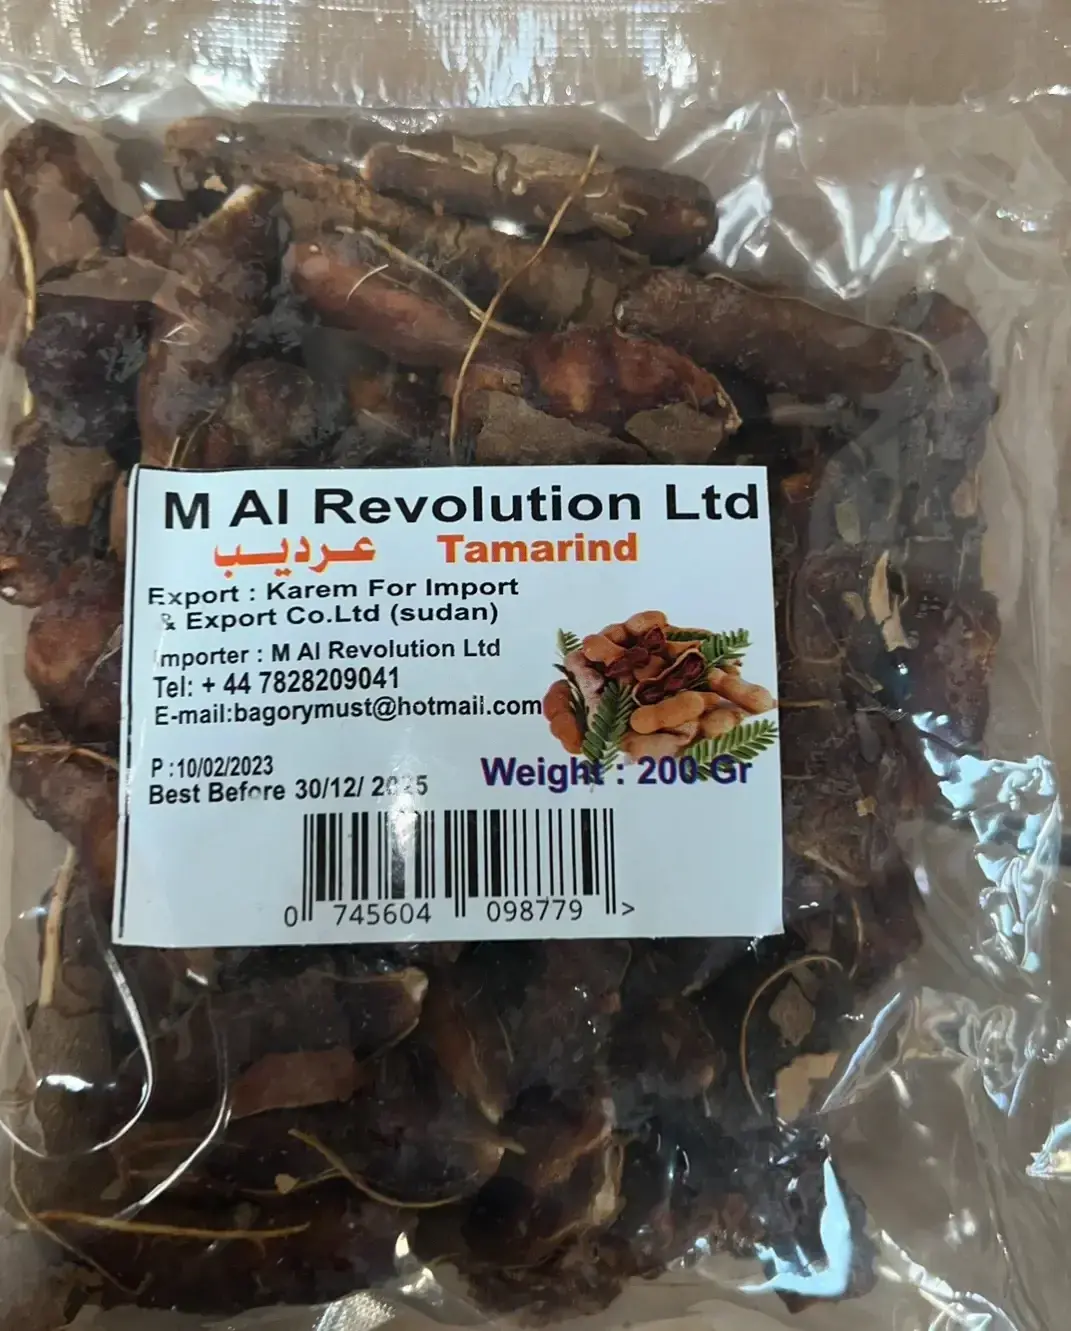 M Al Revolution Ltd
عرديب Tamarind
Export : Karem For Import
& Export Co.Ltd (sudan)
Importer : M Al Revolution Ltd
Tel: + 44 7828209041
E-mail:bagorymust@hotmail.com
P :10/02/2023
Best Before 30/12/ 2025
Weight : 200 Gr
0 745604 098779 >